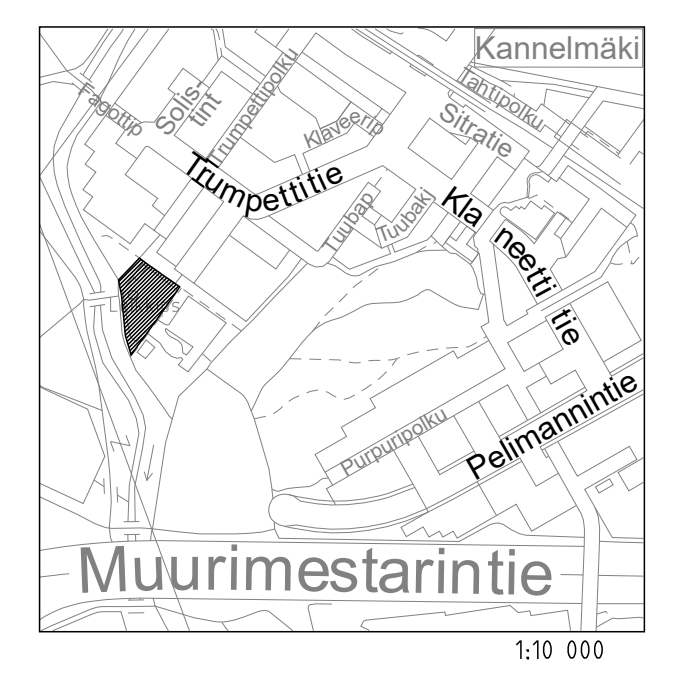 Kannelmäki
Fagottip
Solis
tint
Trumpettipolku
Klaveerip
Lahtipolku
Sitratie
Trumpettitie
Tuubap
Tuubaki
Kla neetti tie
Purpuripolku
Pelimannintie
Muurimestarintie
1:10 000